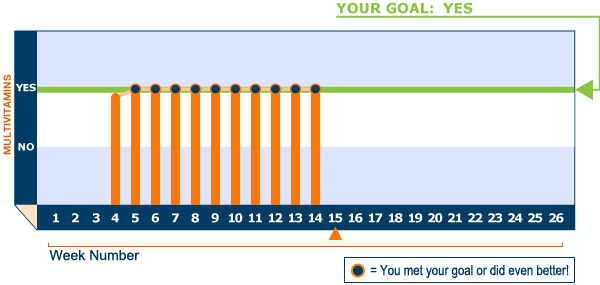 YOUR GOAL: YES
MULTIVITAMINS
YES
NO
1 2 3 4 5 6 7 8 9 10 11 12 13 14 15 16 17 18 19 20 21 22 23 24 25 26
Week Number
= You met your goal or did even better!